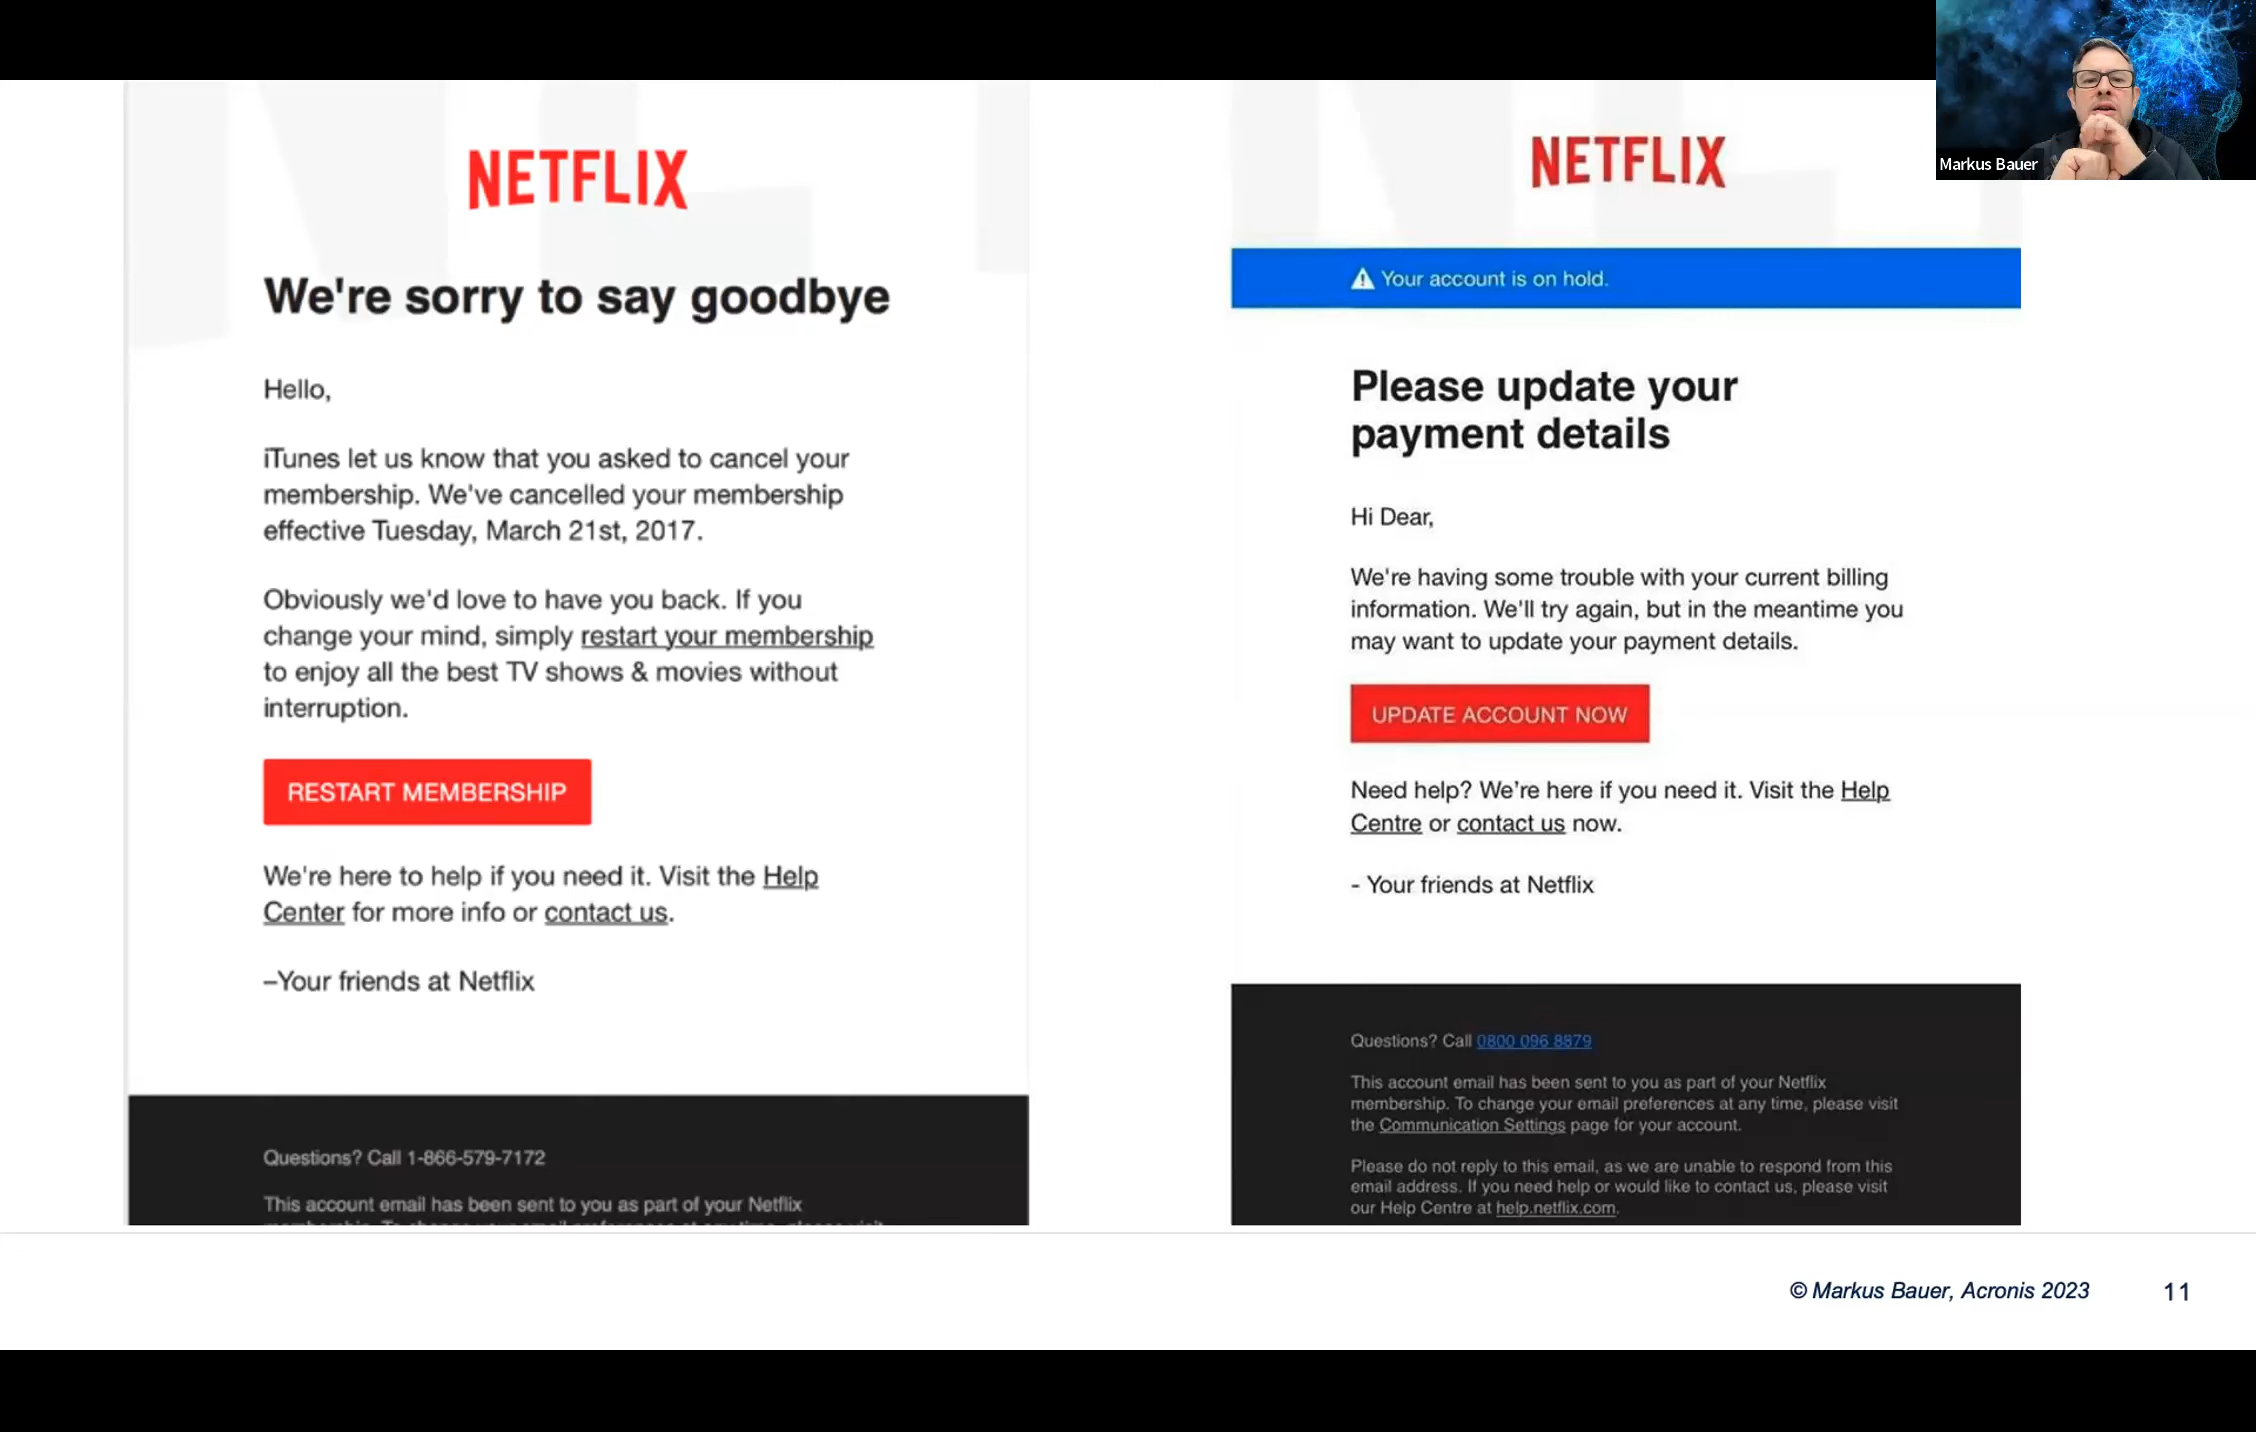 NETFLIX
We're sorry to say goodbye
Hello,
iTunes let us know that you asked to cancel your
membership. We've cancelled your membership
effective Tuesday, March 21st, 2017.
Obviously we'd love to have you back. If you
change your mind, simply restart your membership
to enjoy all the best TV shows & movies without
interruption.
RESTART MEMBERSHIP
We're here to help if you need it. Visit the Help
Center for more info or contact us.
–Your friends at Netflix
Questions? Call 1-866-579-7172
This account email has been sent to you as part of your Netflix
NETFLIX
Your account is on hold.
Please update your
payment details
Hi Dear,
We're having some trouble with your current billing
information. We'll try again, but in the meantime you
may want to update your payment details.
UPDATE ACCOUNT NOW
Need help? We’re here if you need it. Visit the Help
Centre or contact us now.
- Your friends at Netflix
Questions? Call 0800 096 8879
This account email has been sent to you as part of your Netflix
membership. To change your email preferences at any time, please visit
the Communication Settings page for your account.
Please do not reply to this email, as we are unable to respond from this
email address. If you need help or would like to contact us, please visit
our Help Centre at help.netflix.com.
Markus Bauer
© Markus Bauer, Acronis 2023
11